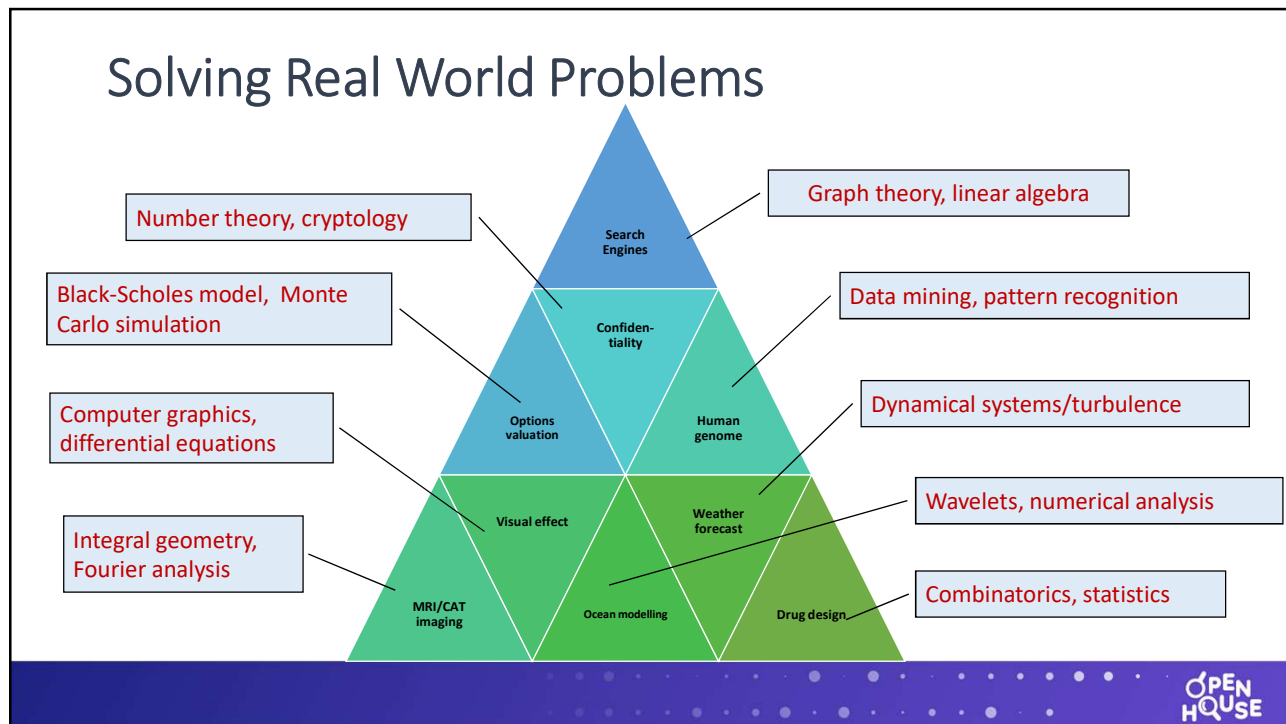 Solving Real World Problems
Number theory, cryptology
Graph theory, linear algebra
Search
Engines
Black-Scholes model, Monte
Carlo simulation
Data mining, pattern recognition
Confiden-
tiality
Computer graphics,
differential equations
Dynamical systems/turbulence
Options
valuation
Human
genome
Wavelets, numerical analysis
Integral geometry,
Fourier analysis
Visual effect
Weather
forecast
MRI/CAT
imaging
Ocean modelling
Drug design
Combinatorics, statistics
OPEN
HOUSE